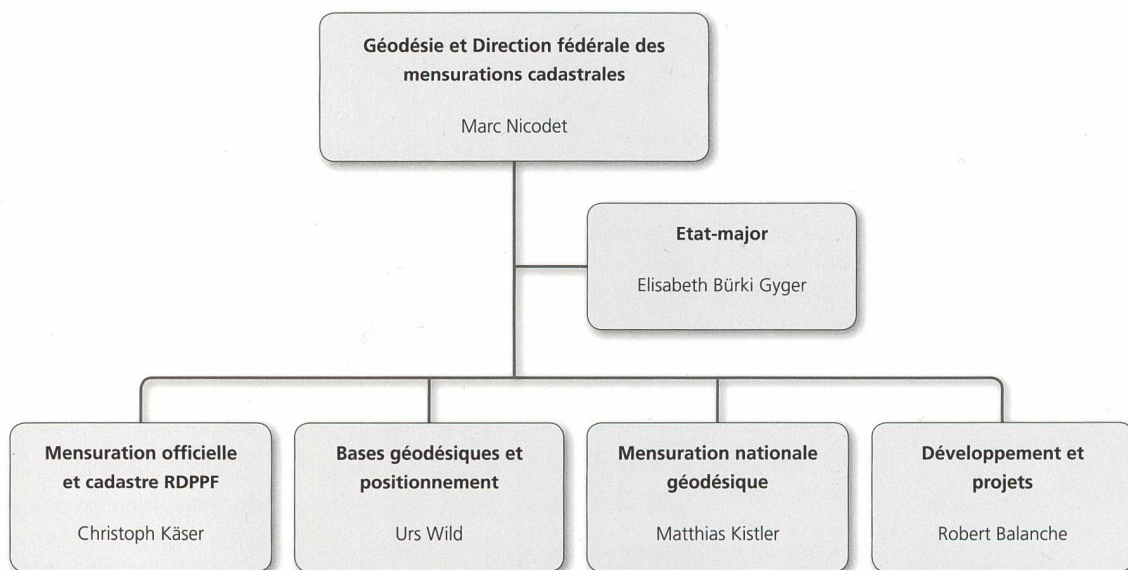 Géodésie et Direction fédérale des
mensurations cadastrales
Marc Nicodet
Etat-major
Elisabeth Bürki Gyger
Mensuration officielle
et cadastre RDPPF
Christoph Käser
Bases géodésiques et
positionnement
Urs Wild
Mensuration nationale
géodésique
Matthias Kistler
Développement et
projets
Robert Balanche